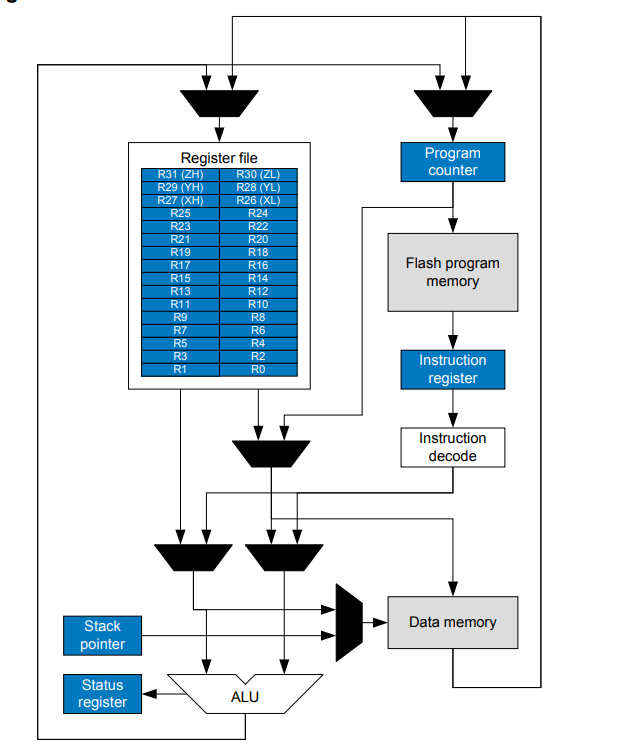 Register file
R31 (ZH) R30 (ZL)
R29 (YH) R28 (YL)
R27 (XH) R26 (XL)
R25 R24
R23 R22
R21 R20
R19 R18
R17 R16
R15 R14
R13 R12
R11 R10
R9 R8
R7 R6
R5 R4
R3 R2
R1 R0
Program
counter
Flash program
memory
Instruction
register
Instruction
decode
Data memory
Stack
pointer
Status
register
ALU